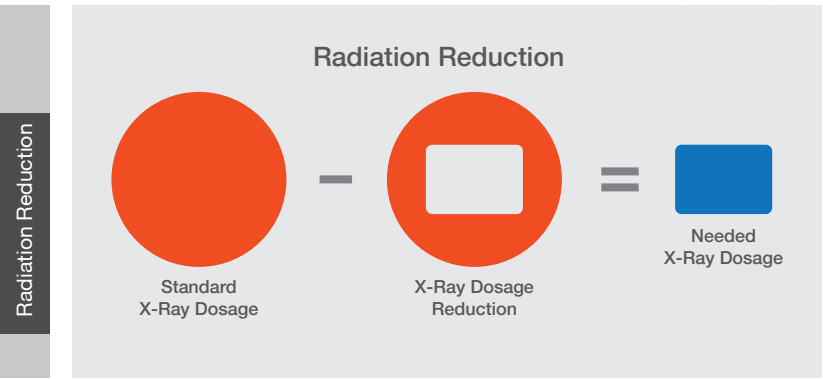 Radiation Reduction
Radiation Reduction
Standard
X-Ray Dosage
X-Ray Dosage
Reduction
Needed
X-Ray Dosage